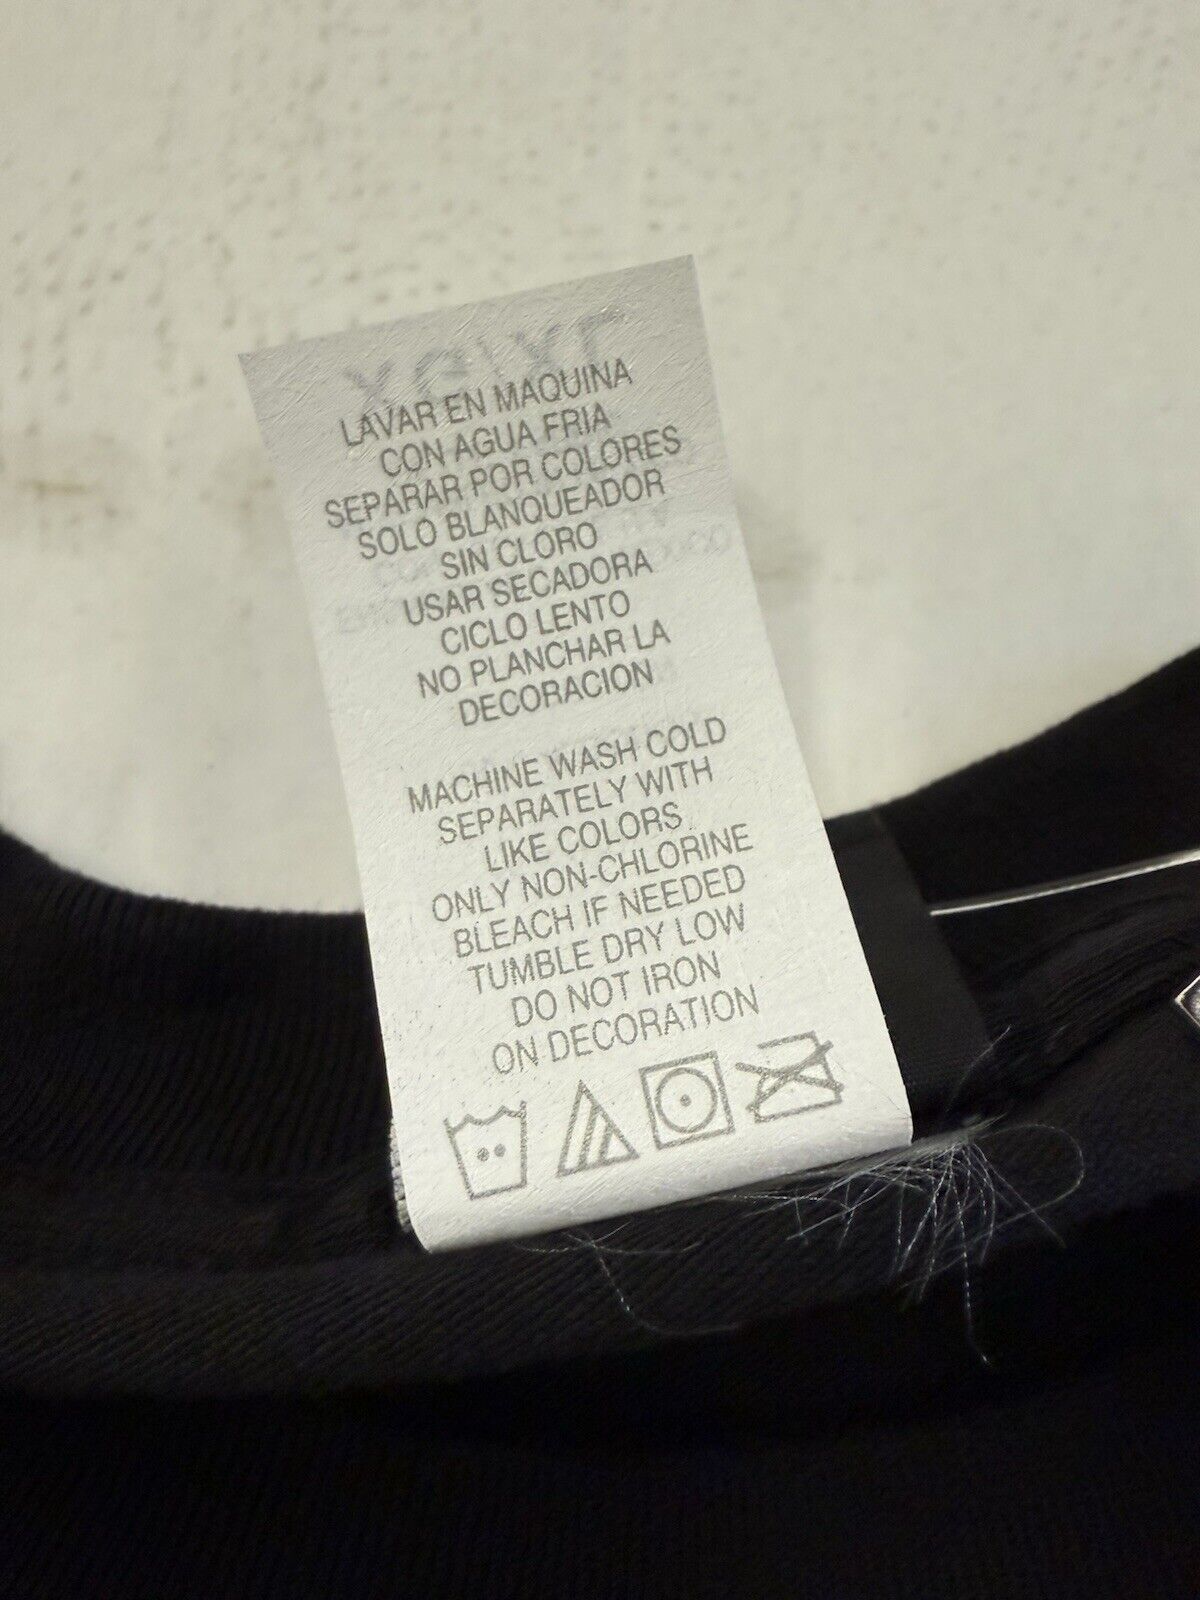 LAVAR EN MAQUINA
CON AGUA FRIA
SEPARAR POR COLORES
SOLO BLANQUEADOR
SIN CLORO
USAR SECADORA
CICLO LENTO
NO PLANCHAR LA
DECORACION
MACHINE WASH COLD
SEPARATELY WITH
LIKE COLORS.
ONLY NON-CHLORINE
BLEACH IF NEEDED
TUMBLE DRY LOW
DO NOT IRON
ON DECORATION